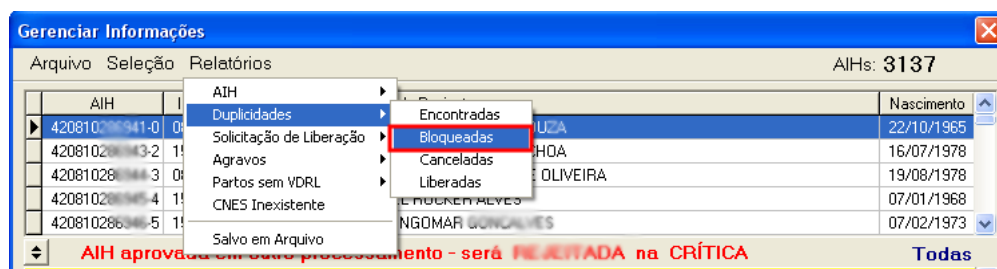 Gerenciar Informações
Arquivo Seleção Relatórios AIHs: 3137
AIH Nascimento
AIH
Duplicidades
Solicitação de Liberação
Agravos
Partos sem VDRL
CNES Inexistente
Salvo em Arquivo
Encontradas
Bloqueadas
Canceladas
Liberadas
22/10/1965
16/07/1978
OLIVEIRA 19/08/1978
ALVES 07/01/1968
07/02/1973
AIH aprovada em outro processamento - será REJEITADA na CRÍTICA Todas